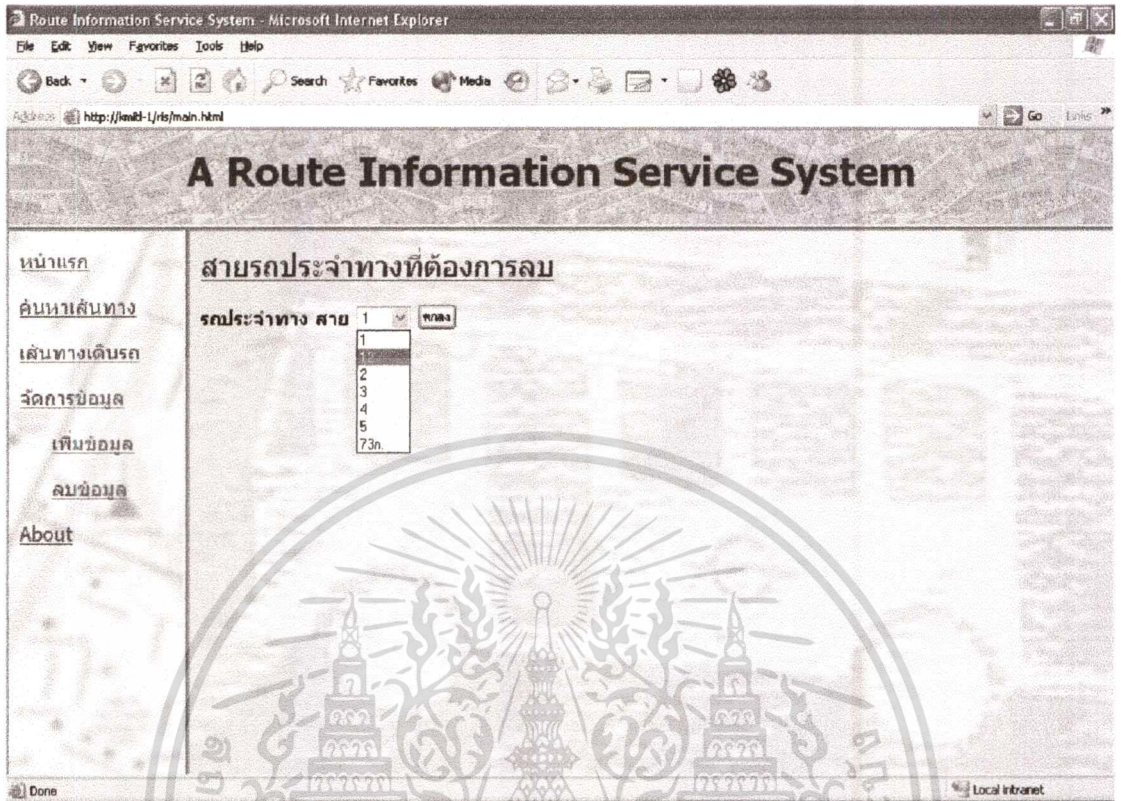 Route Information Service System - Microsoft Internet Explorer
File Edit View Favorites Tools Help
Back Search Favorites Media
Address http://kmitl-1/ris/main.html Go Links
A Route Information Service System
หน้าแรก
ค้นหาเส้นทาง
เส้นทางเดินรถ
จัดการข้อมูล
เพิ่มข้อมูล
ลบข้อมูล
About
สายรถประจำทางที่ต้องการลบ
รถประจำทาง สาย 1 ตกลง
1
2
3
4
5
73ก.
Done Local intranet